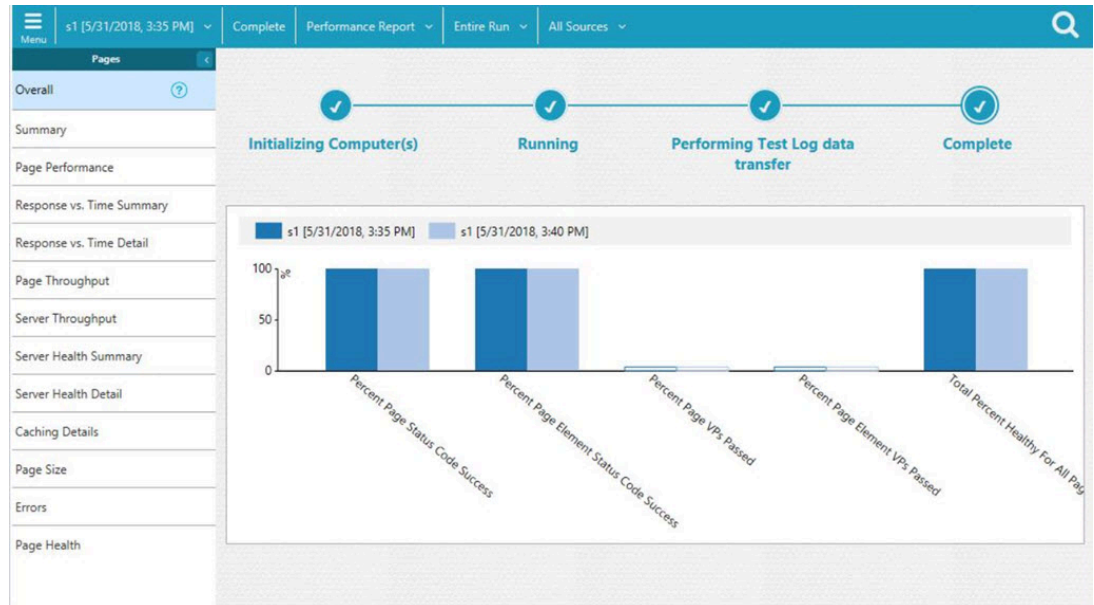 Menu
s1 [5/31/2018, 3:35 PM]
Complete
Performance Report
Entire Run
All Sources
Pages
Overall
?
Summary
Page Performance
Response vs. Time Summary
Response vs. Time Detail
Page Throughput
Server Throughput
Server Health Summary
Server Health Detail
Caching Details
Page Size
Errors
Page Health
Initializing Computer(s)
Running
Performing Test Log data
transfer
Complete
s1 [5/31/2018, 3:35 PM]
s1 [5/31/2018, 3:40 PM]
%
100
50
0
Percent Page Status Code Success
Percent Page Element Status Code Success
Percent Page VPs Passed
Percent Page Element VPs Passed
Total Percent Healthy For All Pag